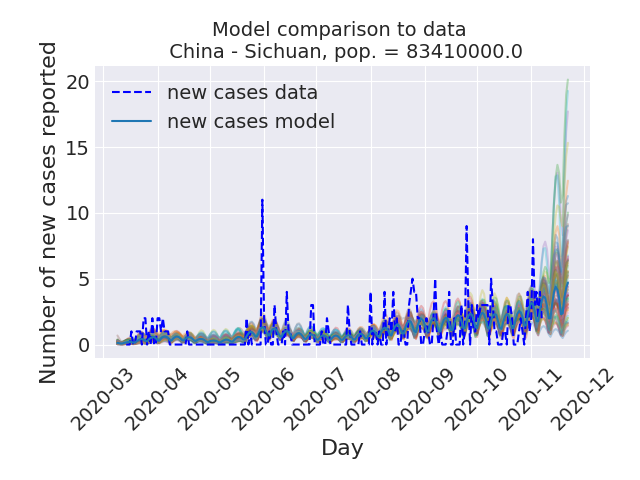 Model comparison to data
China - Sichuan, pop. = 83410000.0
Number of new cases reported
20
15
10
5
0
new cases data
new cases model
2020-03
2020-04
2020-05
2020-06
2020-07
2020-08
2020-09
2020-10
2020-11
2020-12
Day